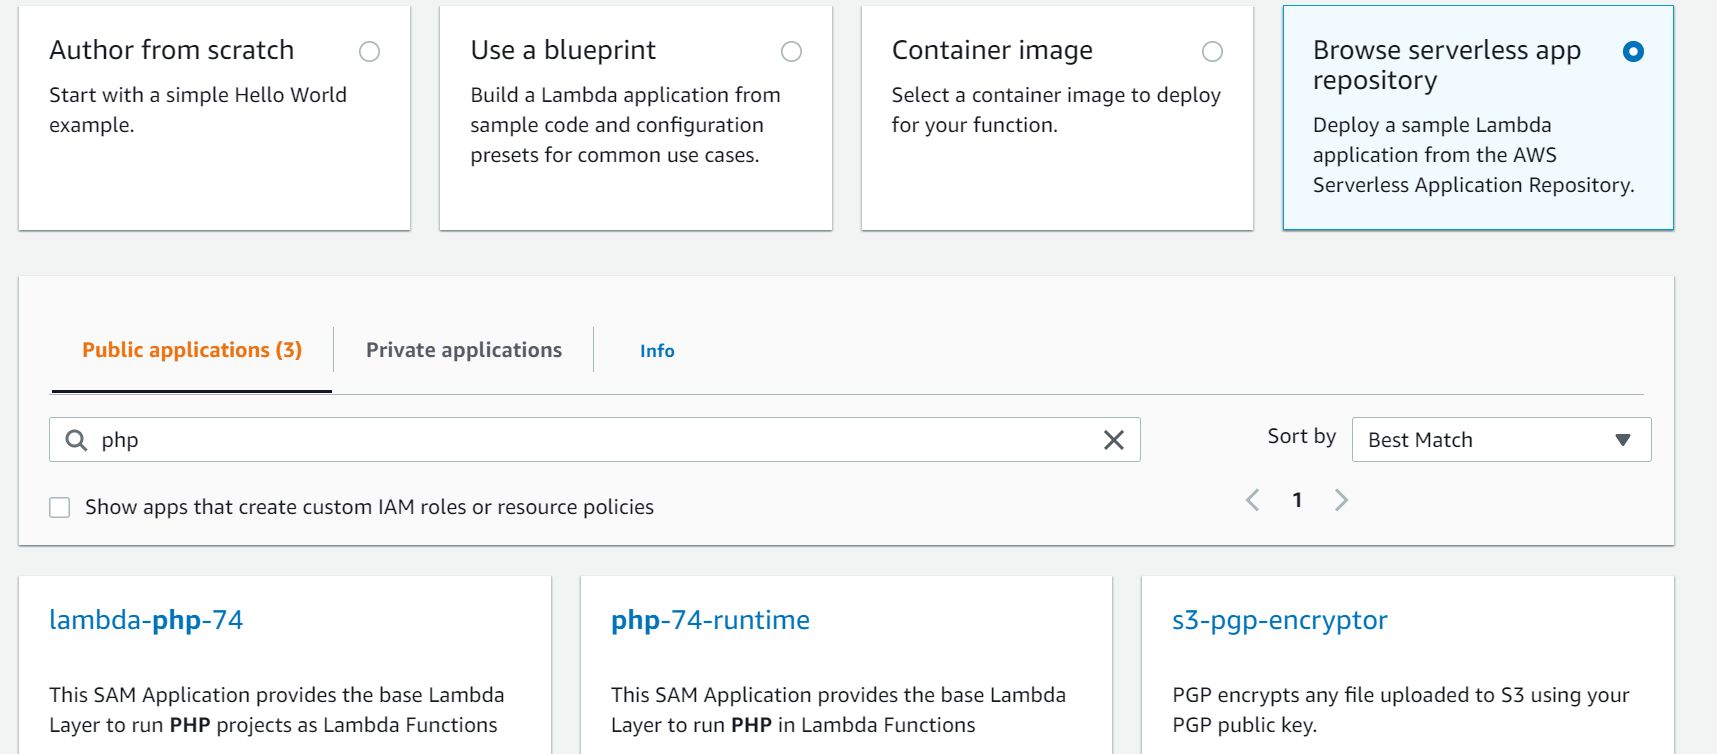 Author from scratch
Start with a simple Hello World
example.
Use a blueprint
Build a Lambda application from
sample code and configuration
presets for common use cases.
Container image
Select a container image to deploy
for your function.
Browse serverless app
repository
Deploy a sample Lambda
application from the AWS
Serverless Application Repository.
Public applications (3)
Private applications
Info
php
Sort by
Best Match
Show apps that create custom IAM roles or resource policies
1
lambda-php-74
This SAM Application provides the base Lambda
Layer to run PHP projects as Lambda Functions
php-74-runtime
This SAM Application provides the base Lambda
Layer to run PHP in Lambda Functions
s3-pgp-encryptor
PGP encrypts any file uploaded to S3 using your
PGP public key.